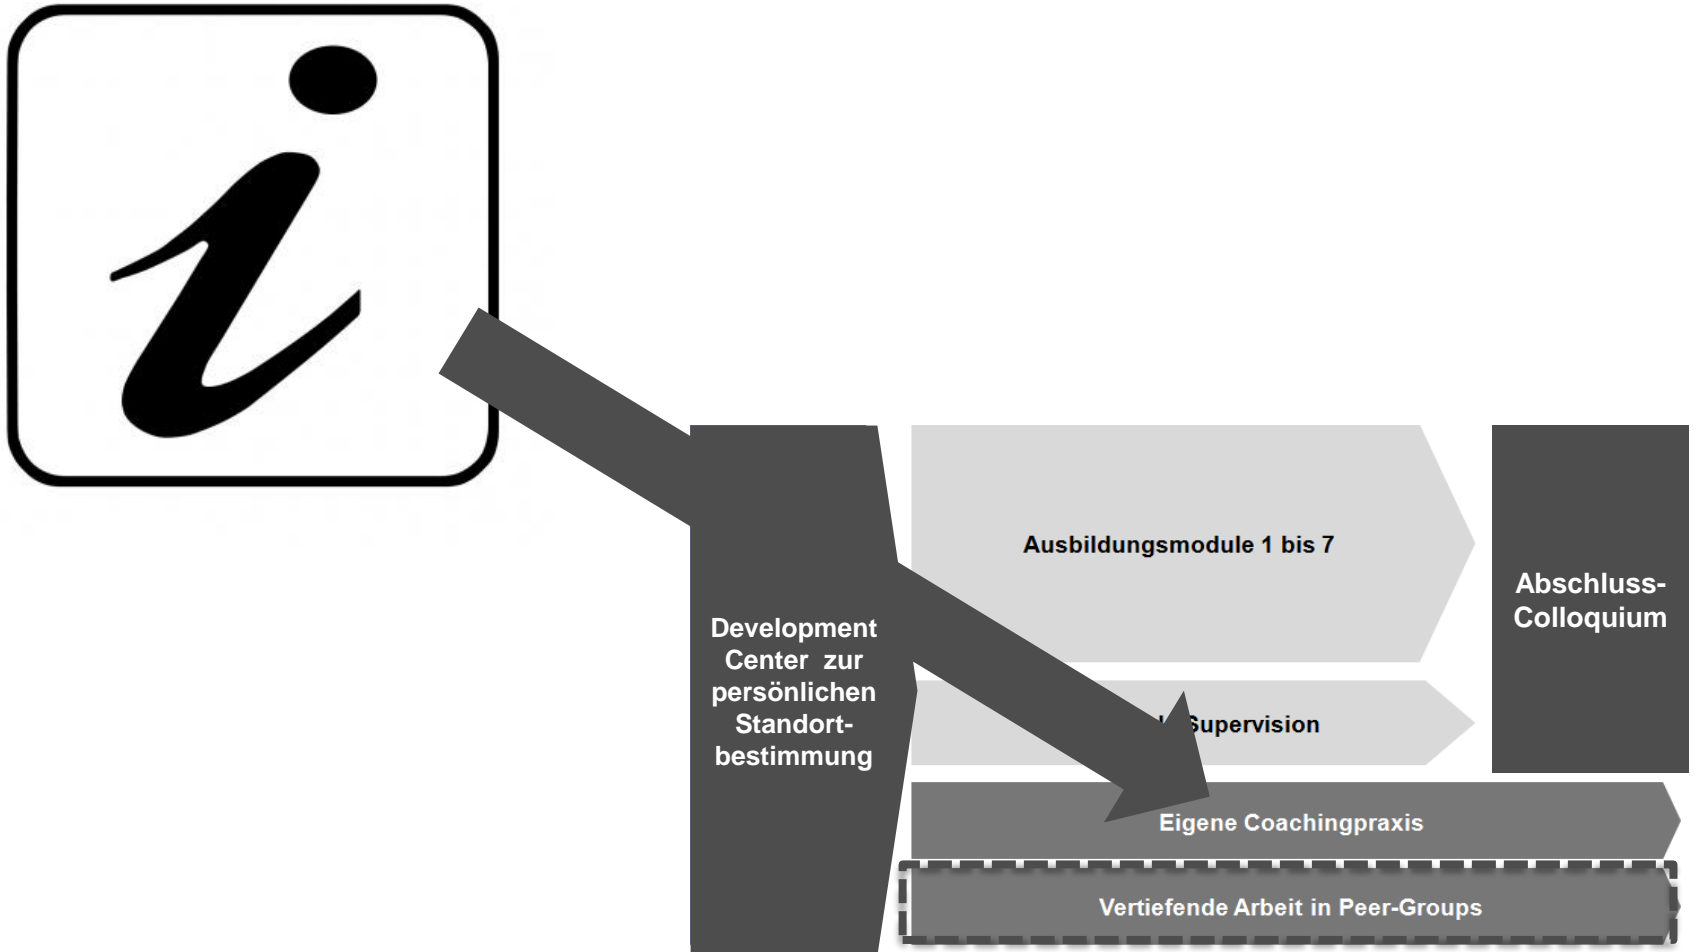 i
Ausbildungsmodule 1 bis 7
Abschluss-
Colloquium
Development
Center zur
persönlichen
Standort-
bestimmung
Supervision
Eigene Coachingpraxis
Vertiefende Arbeit in Peer-Groups